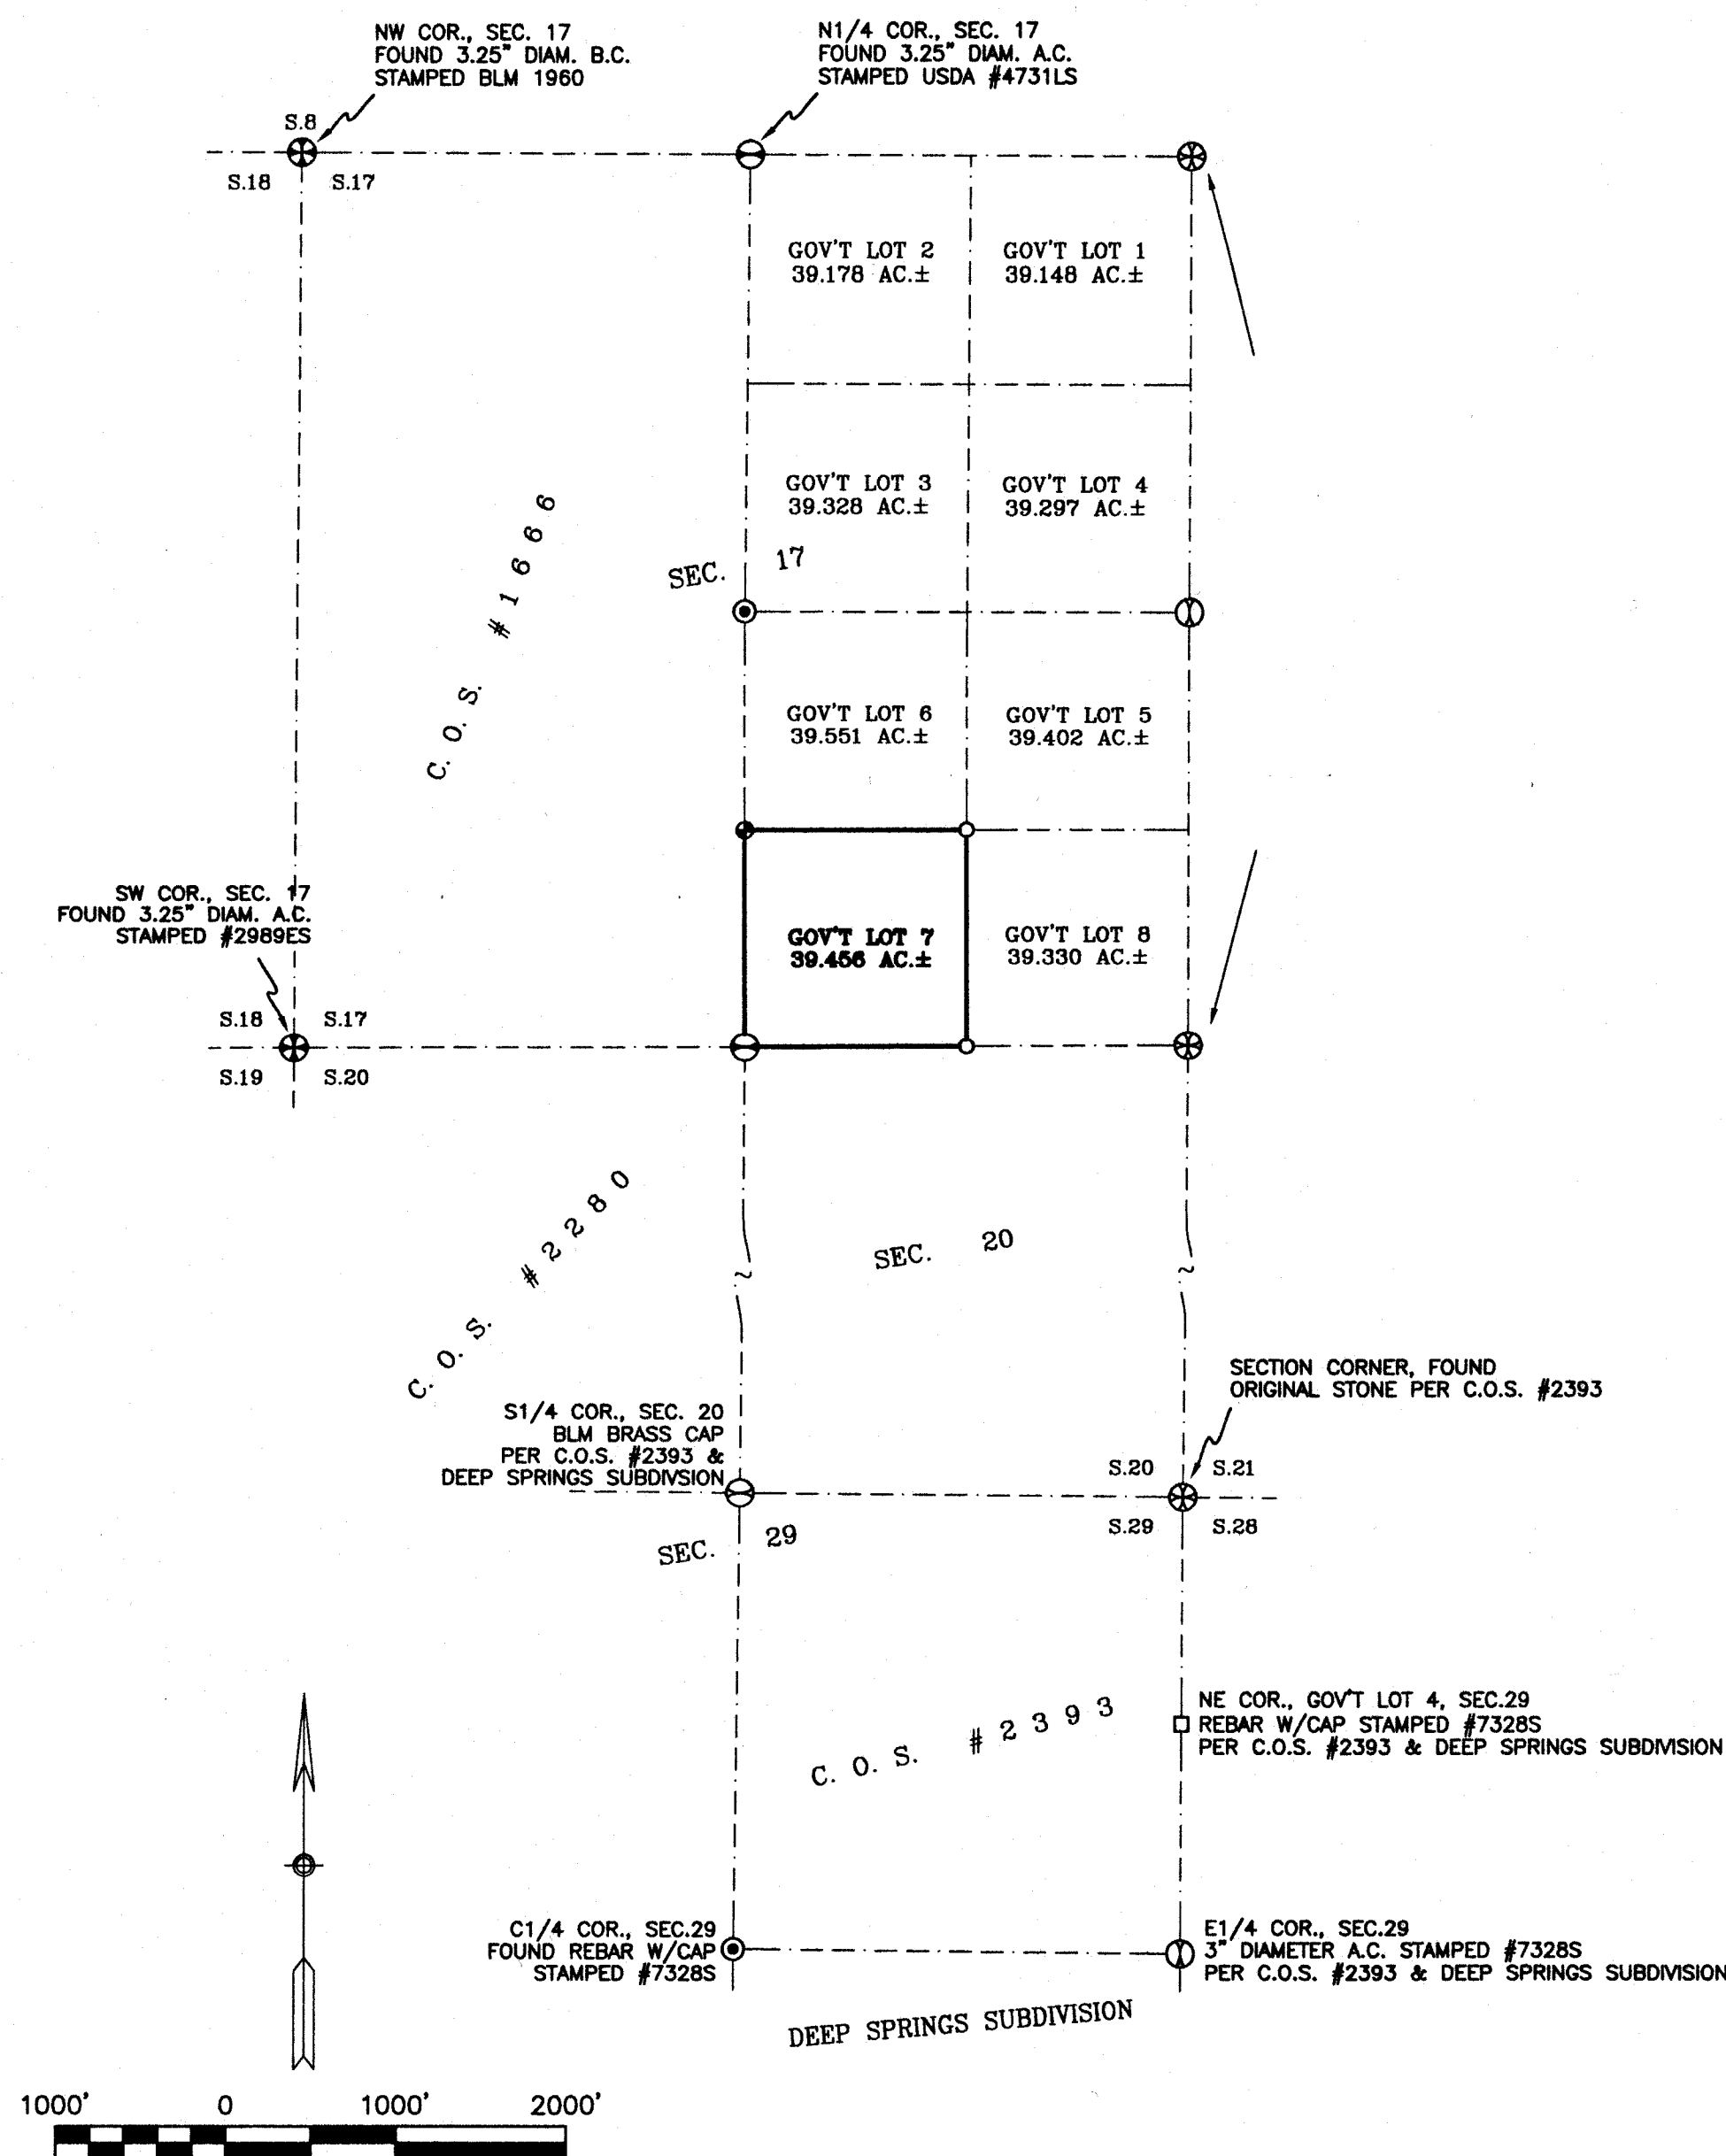 NW COR., SEC. 17
FOUND 3.25" DIAM. B.C.
STAMPED BLM 1960
N1/4 COR., SEC. 17
FOUND 3.25" DIAM. A.C.
STAMPED USDA #4731LS
S.8
S.18 S.17
GOV'T LOT 2
39.178 AC.±
GOV'T LOT 1
39.148 AC.±
GOV'T LOT 3
39.328 AC.±
GOV'T LOT 4
39.297 AC.±
C. O. S. #1666
SEC. 17
GOV'T LOT 6
39.551 AC.±
GOV'T LOT 5
39.402 AC.±
SW COR., SEC. 17
FOUND 3.25" DIAM. A.C.
STAMPED #2989ES
GOV'T LOT 7
39.456 AC.±
GOV'T LOT 8
39.330 AC.±
S.18 S.17
S.19 S.20
C. O. S. #2280
SEC. 20
SECTION CORNER, FOUND
ORIGINAL STONE PER C.O.S. #2393
S1/4 COR., SEC. 20
BLM BRASS CAP
PER C.O.S. #2393 &
DEEP SPRINGS SUBDIVSION
S.20 S.21
S.29 S.28
SEC. 29
C. O. S. #2393
NE COR., GOV'T LOT 4, SEC.29
REBAR W/CAP STAMPED #7328S
PER C.O.S. #2393 & DEEP SPRINGS SUBDIVISION
C1/4 COR., SEC.29
FOUND REBAR W/CAP
STAMPED #7328S
E1/4 COR., SEC.29
3" DIAMETER A.C. STAMPED #7328S
PER C.O.S. #2393 & DEEP SPRINGS SUBDIVISION
DEEP SPRINGS SUBDIVISION
1000' 0 1000' 2000'